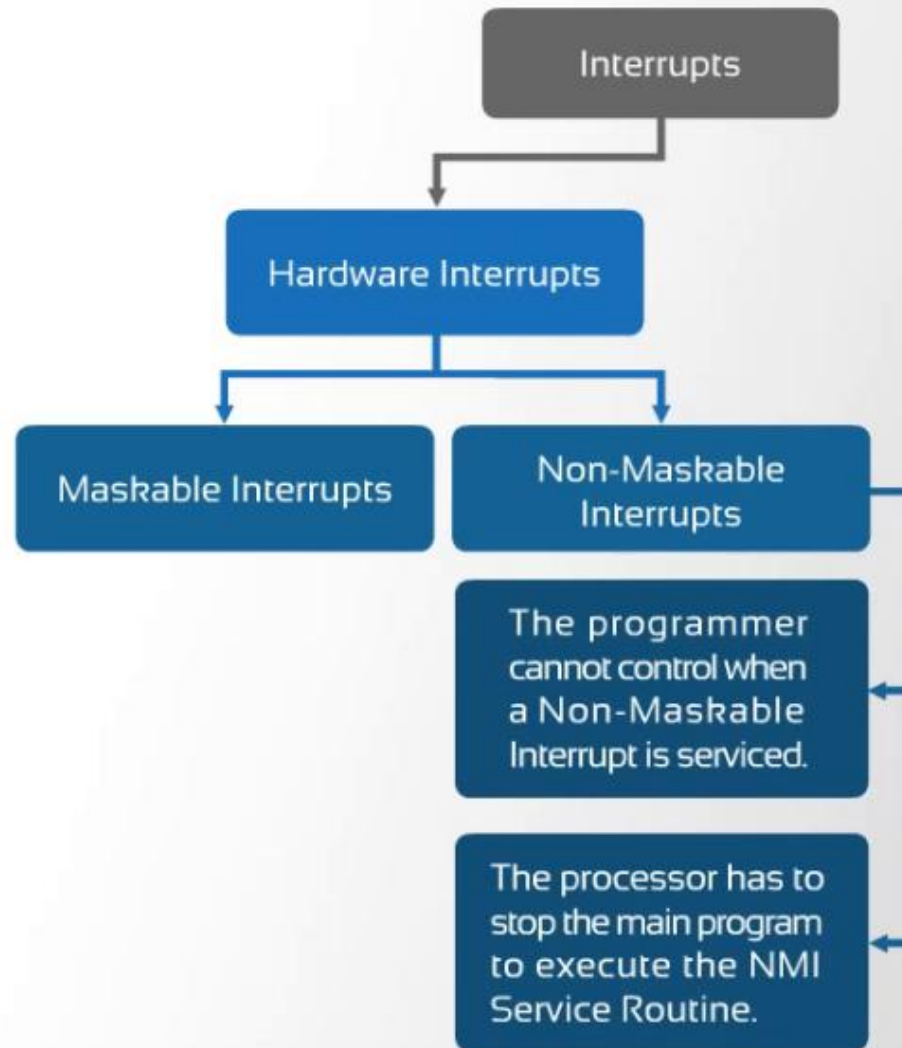 Interrupts
Hardware Interrupts
Maskable Interrupts
Non-Maskable
Interrupts
The programmer
cannot control when
a Non-Maskable
Interrupt is serviced.
The processor has to
stop the main program
to execute the NMI
Service Routine.